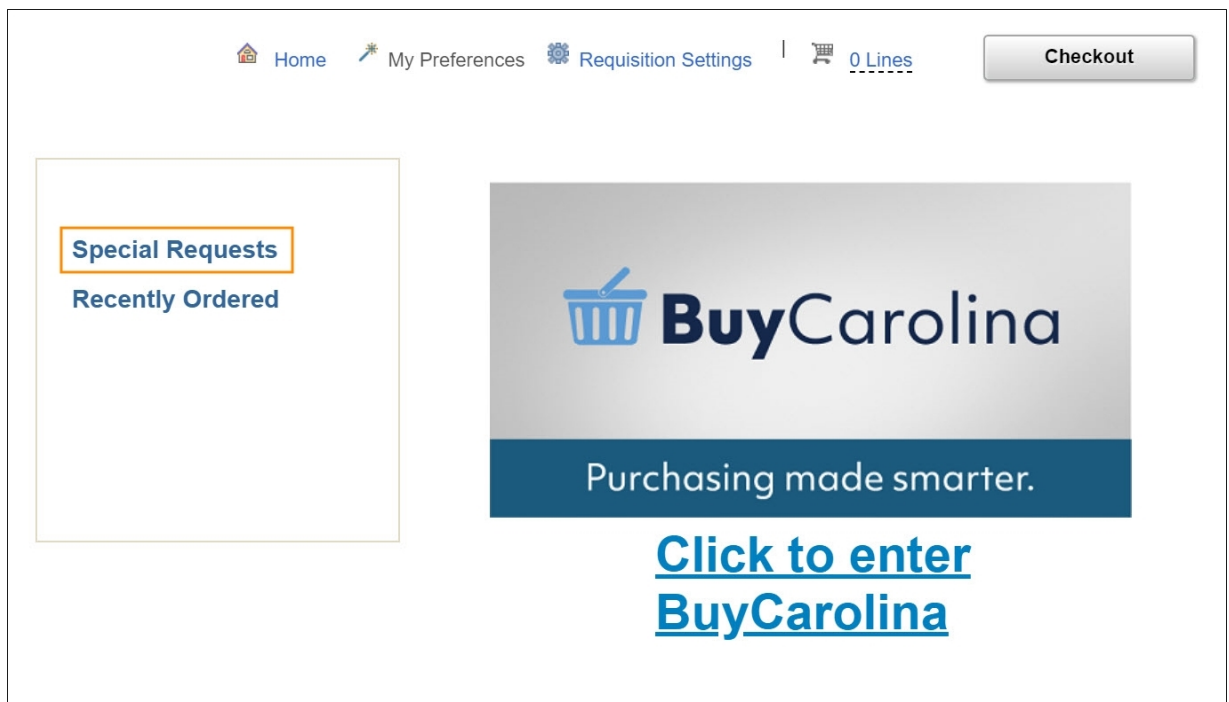 Home My Preferences Requisition Settings | 0 Lines Checkout
Special Requests
Recently Ordered
BuyCarolina
Purchasing made smarter.
Click to enter
BuyCarolina